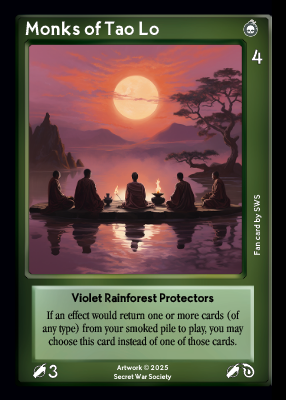 Monks of Tao Lo
4
Fan card by SWS
Violet Rainforest Protectors
If an effect would return one or more cards (of
any type) from your smoked pile to play, you may
choose this card instead of one of those cards.
3
Artwork © 2025
Secret War Society